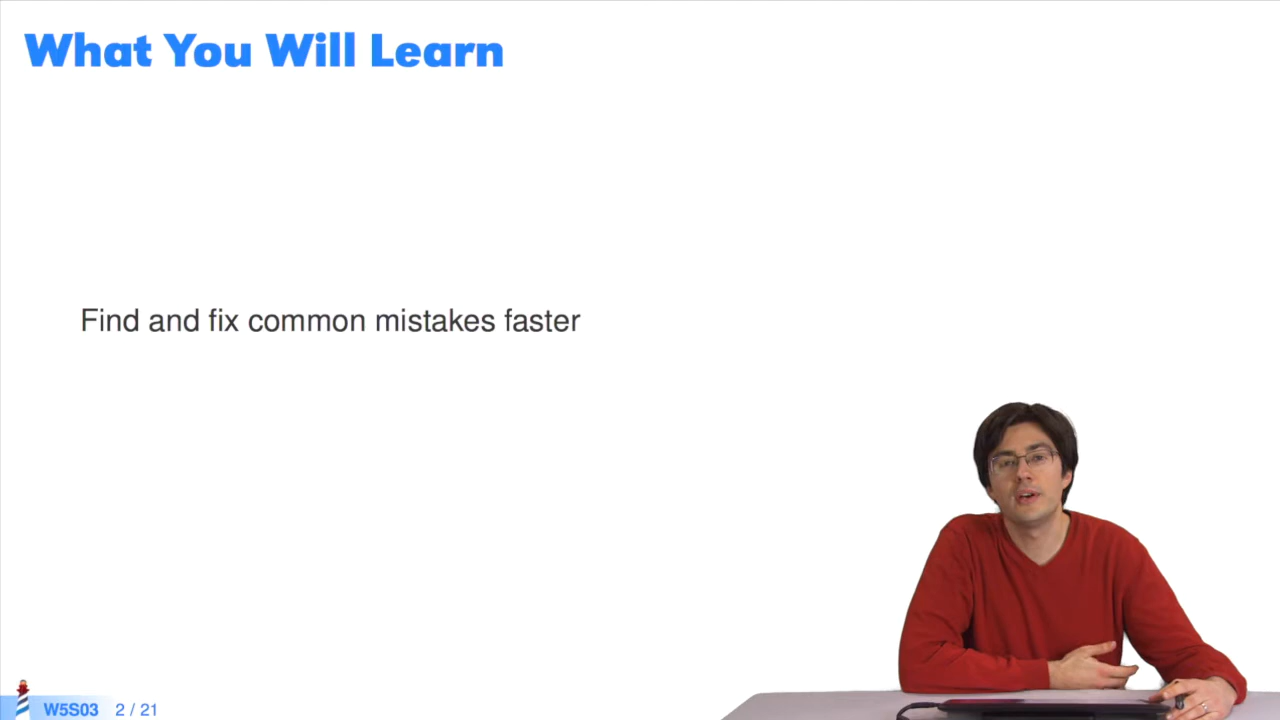 What You Will Learn
Find and fix common mistakes faster
W5S03 2 / 21